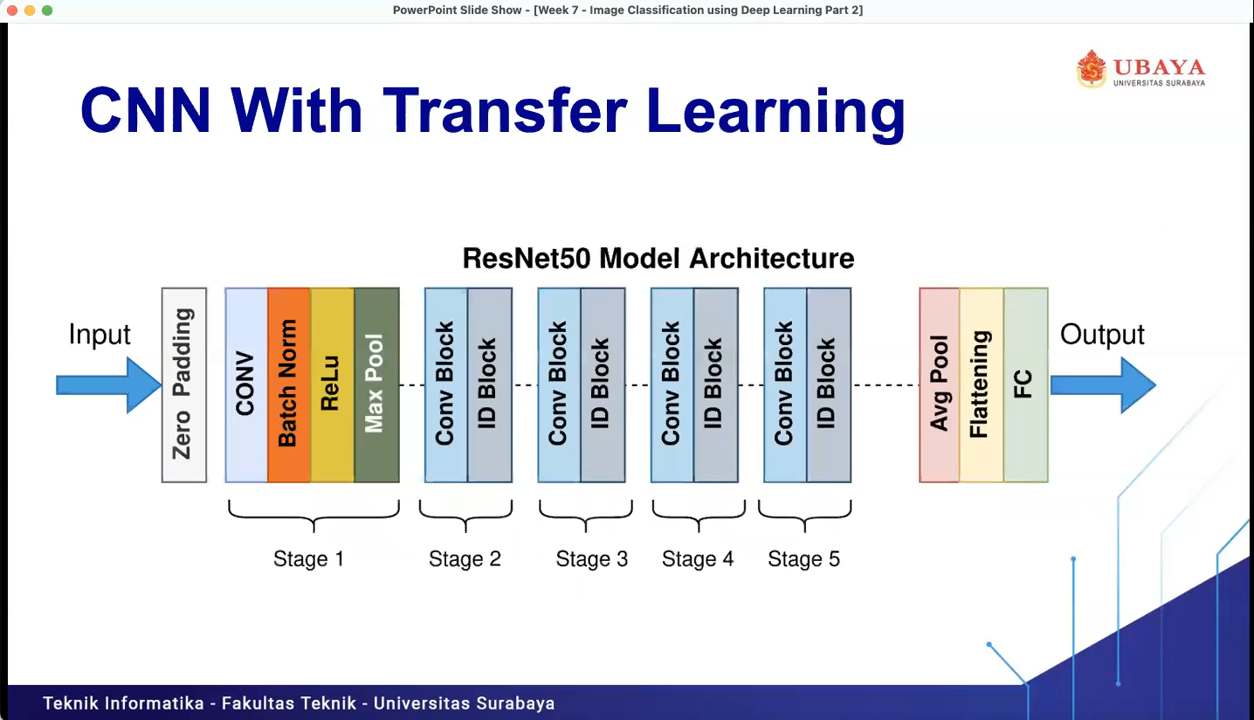 PowerPoint Slide Show - [Week 7 - Image Classification using Deep Learning Part 2]
UBAYA
UNIVERSITAS SURABAYA
CNN With Transfer Learning
ResNet50 Model Architecture
Input
Zero Padding
CONV
Batch Norm
ReLu
Max Pool
Conv Block
ID Block
Conv Block
ID Block
Conv Block
ID Block
Conv Block
ID Block
Avg Pool
Flattening
FC
Output
Stage 1
Stage 2
Stage 3
Stage 4
Stage 5
Teknik Informatika - Fakultas Teknik - Universitas Surabaya